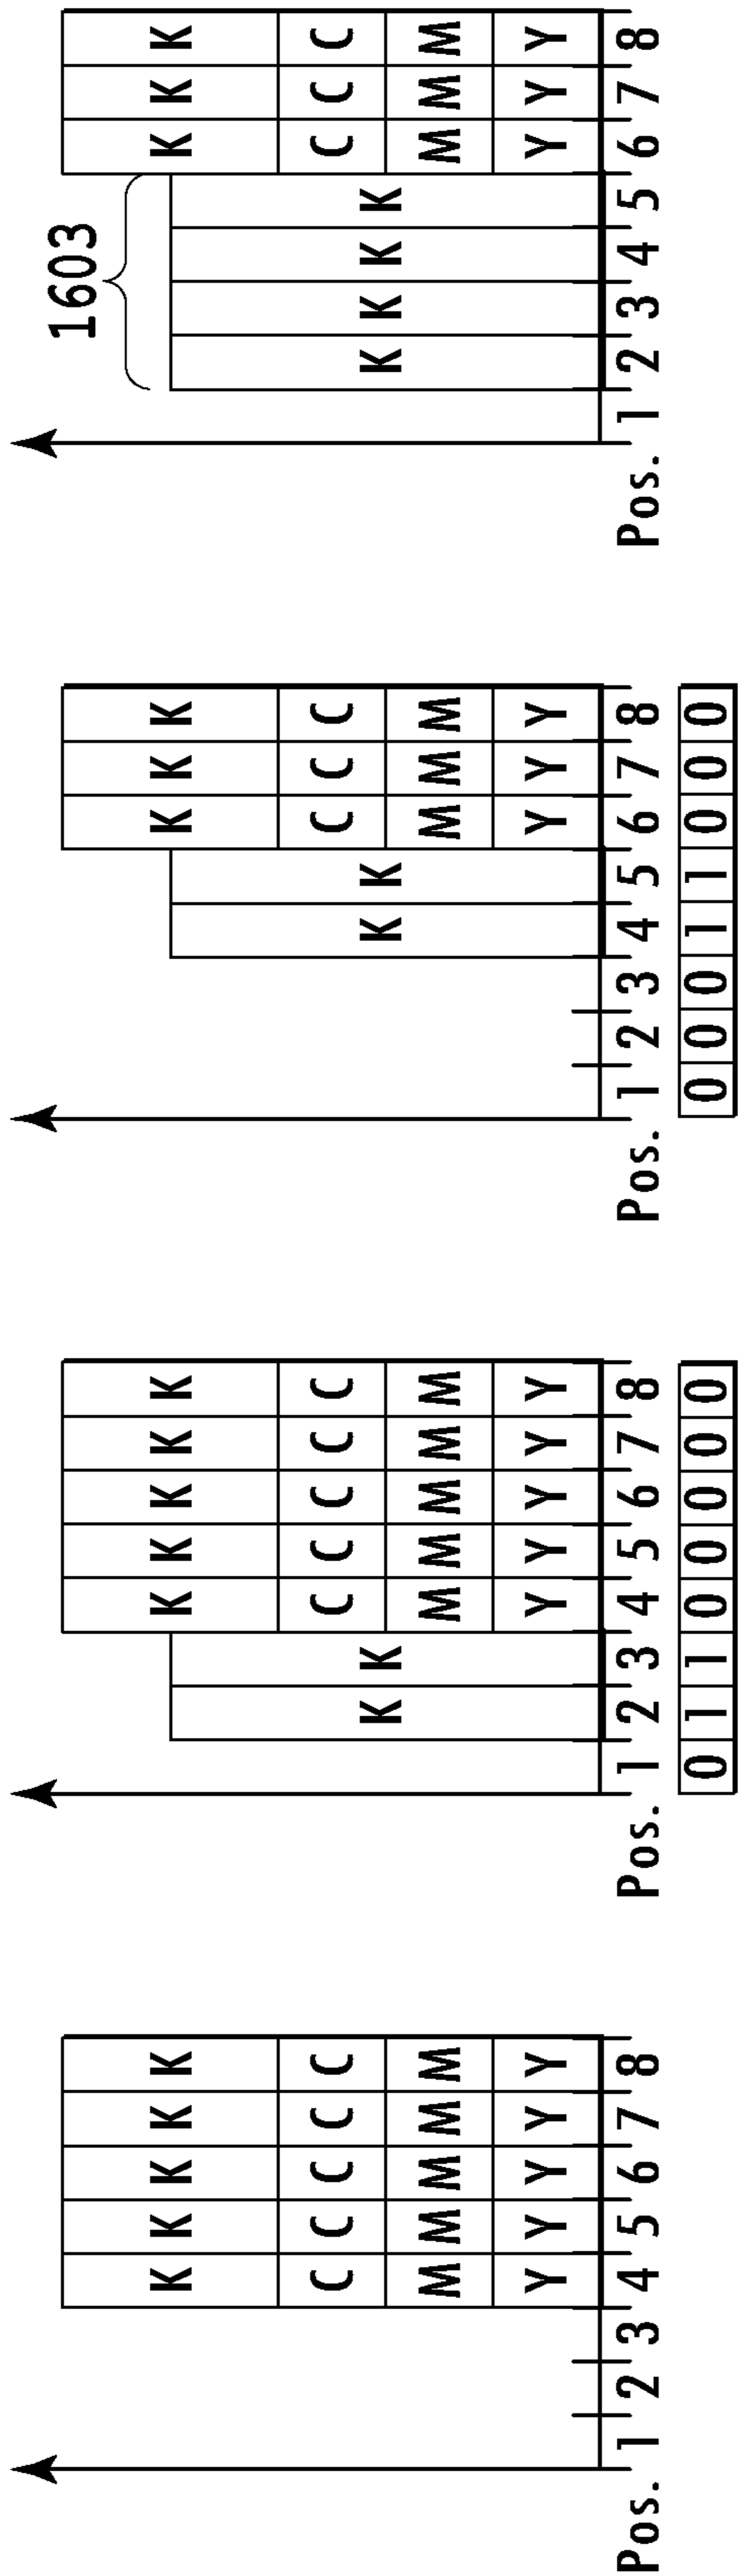 K K K K K
C C C C C
M M M M M
Y Y Y Y Y
Pos. 1 2 3 4 5 6 7 8
K K K K K
C C C C C
K K
M M M M M
Y Y Y Y Y
Pos. 1 2 3 4 5 6 7 8
0 1 1 0 0 0 0 0
K K K
C C C
K K
M M M
Y Y Y
Pos. 1 2 3 4 5 6 7 8
0 0 0 1 1 0 0 0
1603
K K K
C C C
K K K K
M M M
Y Y Y
Pos. 1 2 3 4 5 6 7 8